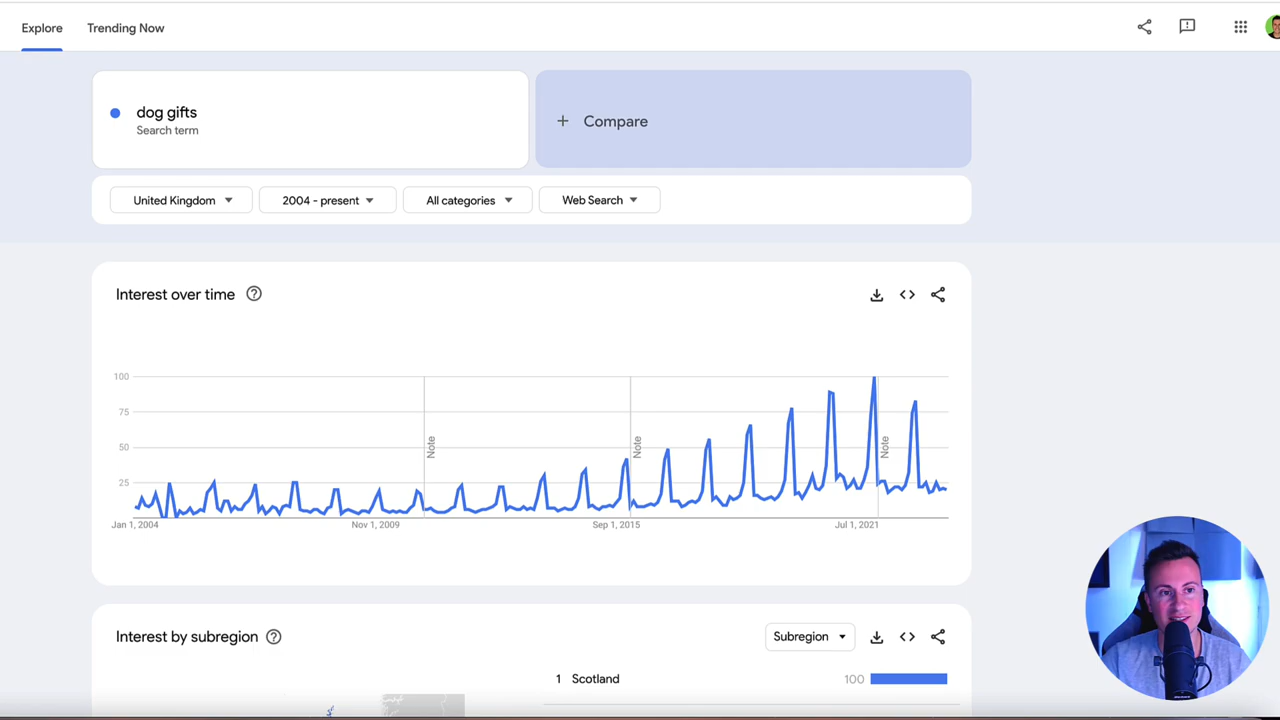 Explore Trending Now
dog gifts
Search term
+ Compare
United Kingdom 2004 - present All categories Web Search
Interest over time
100
75
50
25
Note Note Note
Jan 1, 2004 Nov 1, 2009 Sep 1, 2015 Jul 1, 2021
Interest by subregion Subregion
1 Scotland 100